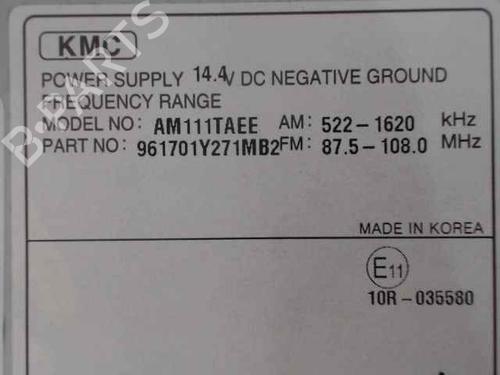 KMC
POWER SUPPLY 14.4V DC NEGATIVE GROUND
FREQUENCY RANGE
MODEL NO: AM111TAEE AM: 522-1620 kHz
PART NO: 961701Y271MB2 FM: 87.5-108.0 MHz
MADE IN KOREA
E11
10R-035580
B-PARTS